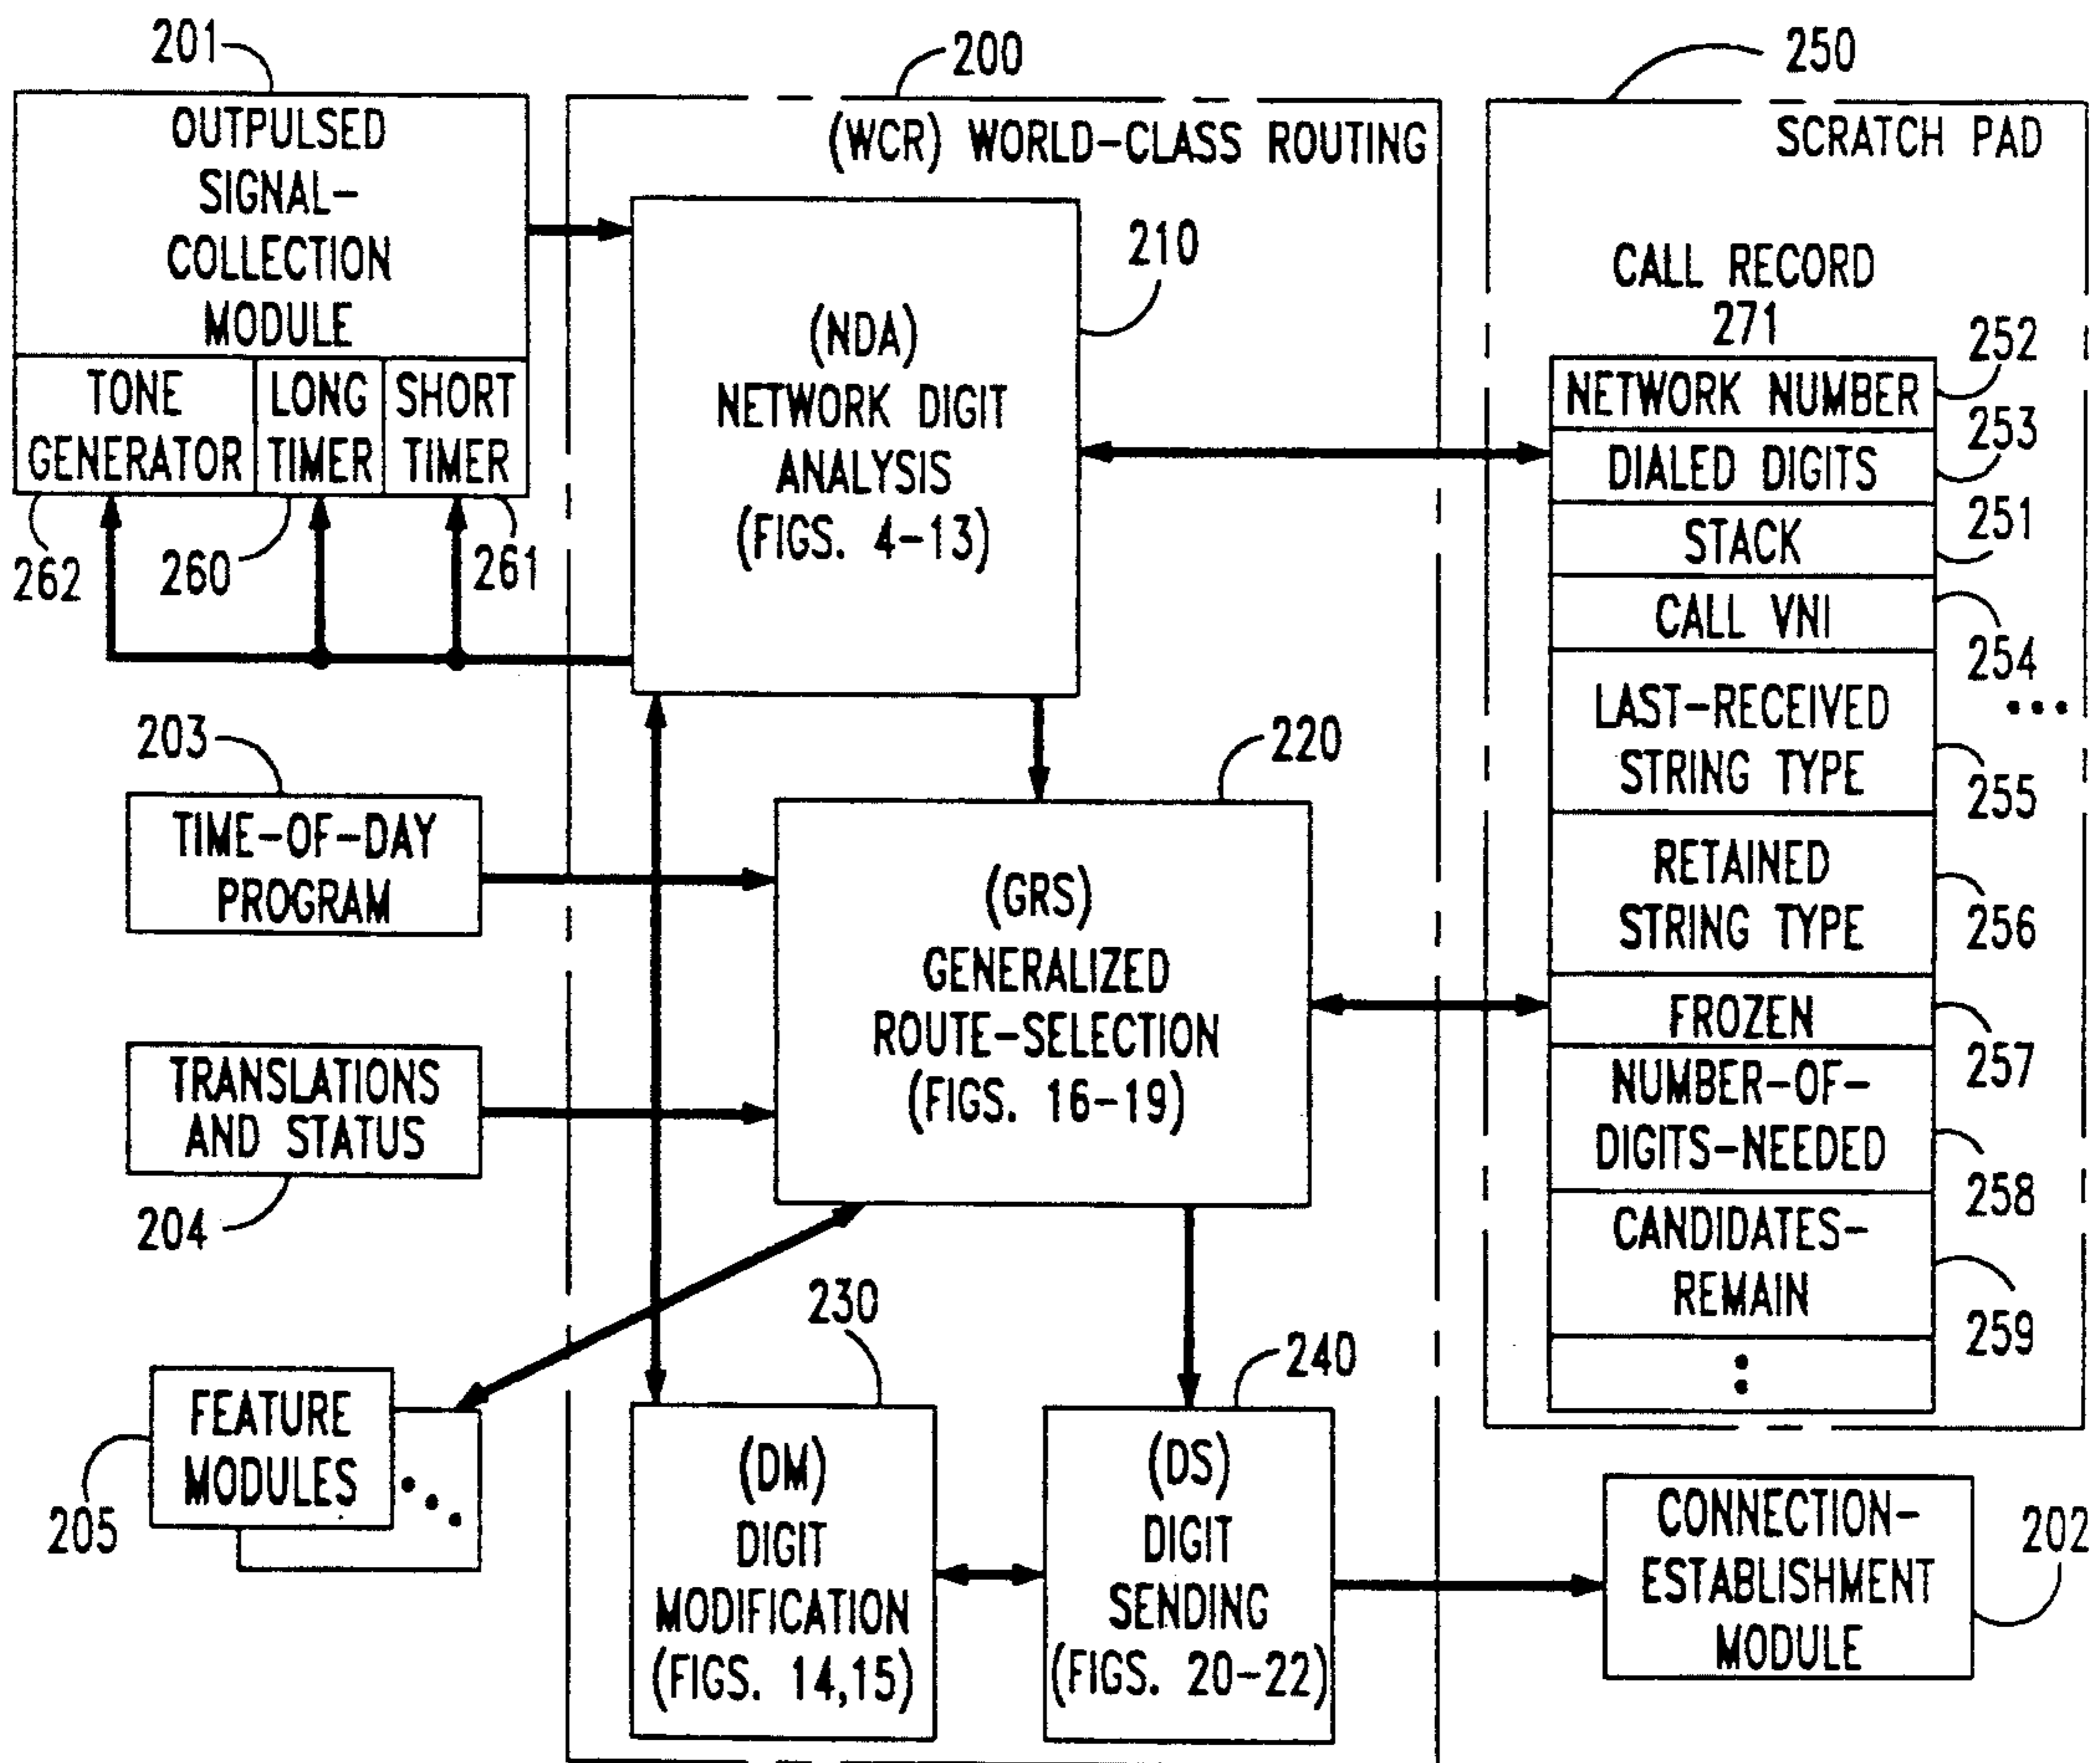 201
OUTPULSED
SIGNAL-
COLLECTION
MODULE
TONE
GENERATOR
LONG
TIMER
SHORT
TIMER
262
260
261
200
(WCR) WORLD-CLASS ROUTING
210
(NDA)
NETWORK DIGIT
ANALYSIS
(FIGS. 4-13)
203
TIME-OF-DAY
PROGRAM
TRANSLATIONS
AND STATUS
204
220
(GRS)
GENERALIZED
ROUTE-SELECTION
(FIGS. 16-19)
FEATURE
MODULES
205
230
(DM)
DIGIT
MODIFICATION
(FIGS. 14,15)
240
(DS)
DIGIT
SENDING
(FIGS. 20-22)
250
SCRATCH PAD
CALL RECORD
271
NETWORK NUMBER
252
DIALED DIGITS
253
STACK
251
CALL VNI
254
LAST-RECEIVED
STRING TYPE
255
RETAINED
STRING TYPE
256
FROZEN
257
NUMBER-OF-
DIGITS-NEEDED
258
CANDIDATES-
REMAIN
259
CONNECTION-
ESTABLISHMENT
MODULE
202